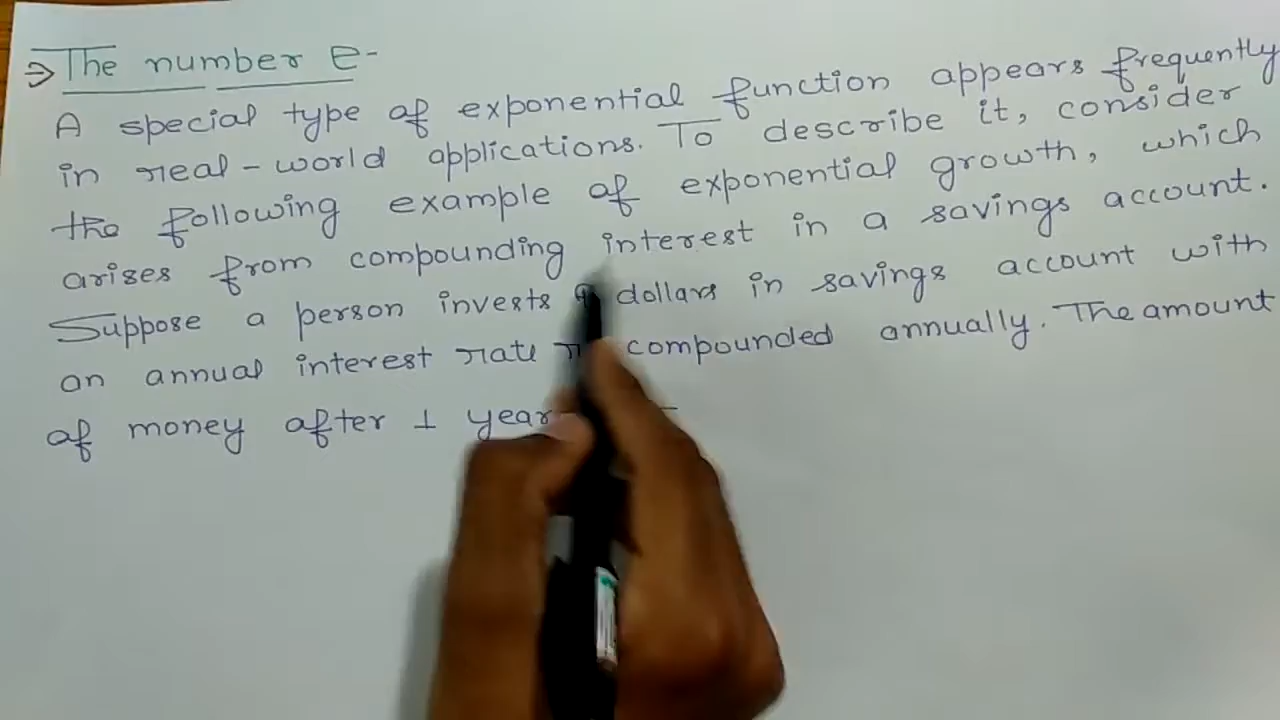 ⇒ The number e-
A special type of exponential function appears frequently
in real-world applications. To describe it, consider
the following example of exponential growth, which
arises from compounding interest in a savings account.
Suppose a person invests dollars in savings account with
an annual interest rate r compounded annually. The amount
of money after 1 year